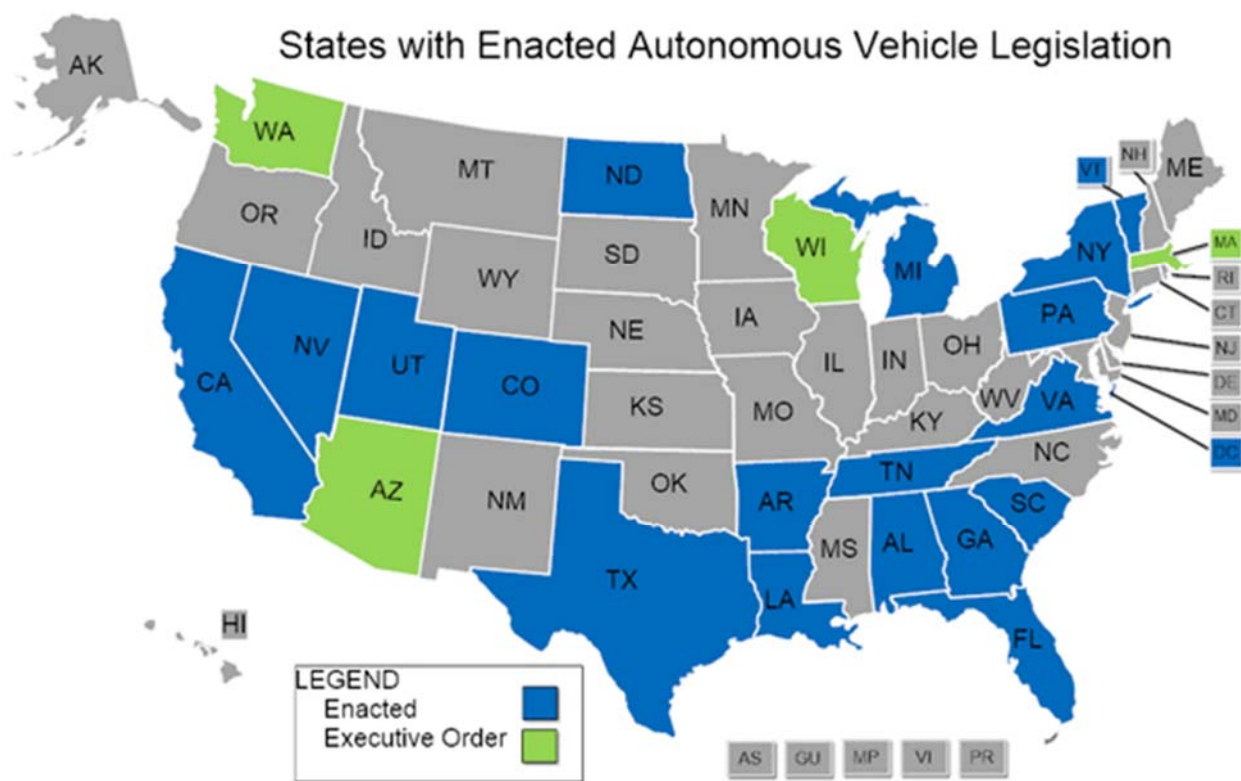 States with Enacted Autonomous Vehicle Legislation
AK
WA
MT
ND
MN
VT
NH
ME
OR
ID
SD
WI
MI
NY
MA
RI
WY
CT
IA
PA
NE
NJ
NV
UT
IL
IN
OH
DE
CA
CO
WV
VA
MD
KS
MO
KY
DC
NC
TN
AZ
OK
NM
AR
SC
MS
AL
GA
TX
LA
HI
FL
LEGEND
Enacted
Executive Order
AS
GU
MP
VI
PR